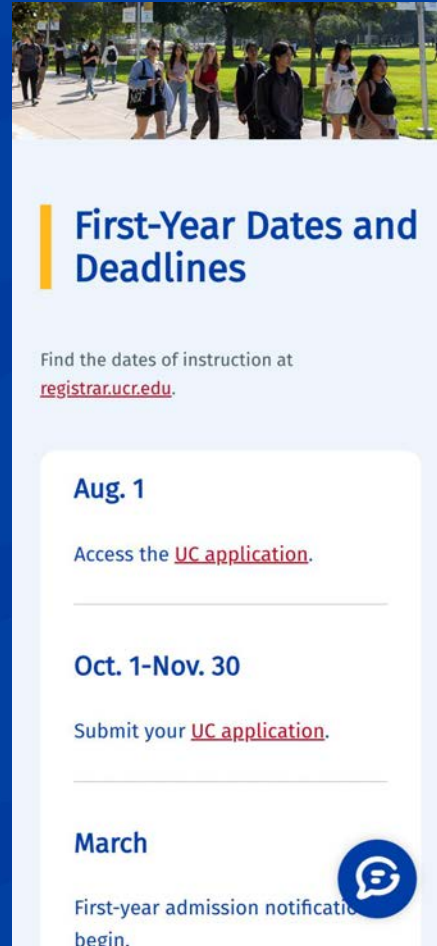 First-Year Dates and
Deadlines
Find the dates of instruction at
registrar.ucr.edu.
Aug. 1
Access the UC application.
Oct. 1-Nov. 30
Submit your UC application.
March
First-year admission
begin.